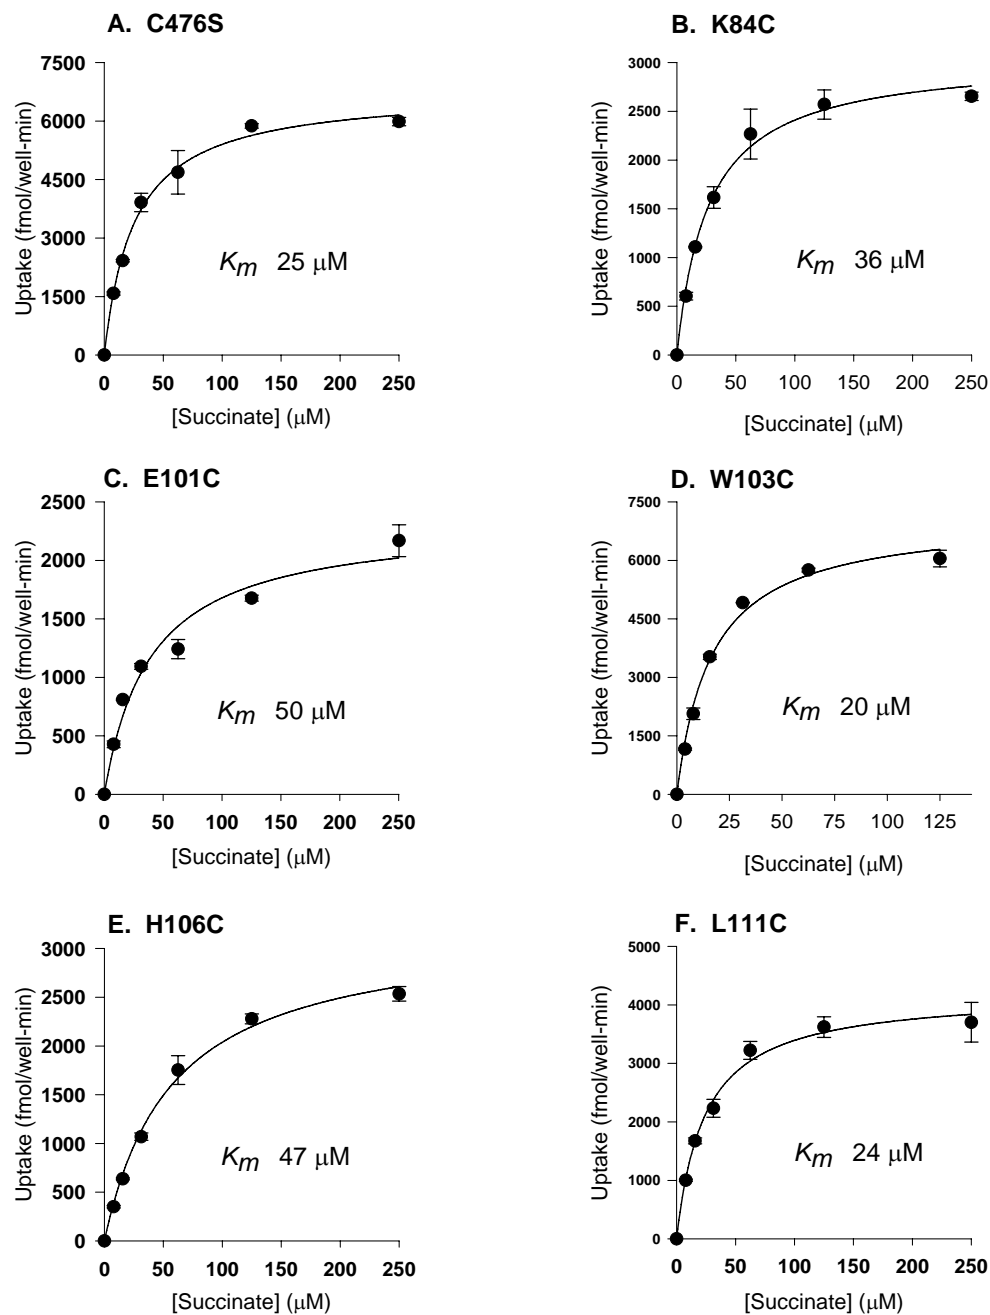 A. C476S
7500
6000
4500
3000
1500
0
Uptake (fmol/well-min)
Km 25 μM
0 50 100 150 200 250
[Succinate] (μM)
B. K84C
3000
2500
2000
1500
1000
500
0
Uptake (fmol/well-min)
Km 36 μM
0 50 100 150 200 250
[Succinate] (μM)
C. E101C
2500
2000
1500
1000
500
0
Uptake (fmol/well-min)
Km 50 μM
0 50 100 150 200 250
[Succinate] (μM)
D. W103C
7500
6000
4500
3000
1500
0
Uptake (fmol/well-min)
Km 20 μM
0 25 50 75 100 125
[Succinate] (μM)
E. H106C
3000
2500
2000
1500
1000
500
0
Uptake (fmol/well-min)
Km 47 μM
0 50 100 150 200 250
[Succinate] (μM)
F. L111C
5000
4000
3000
2000
1000
0
Uptake (fmol/well-min)
Km 24 μM
0 50 100 150 200 250
[Succinate] (μM)